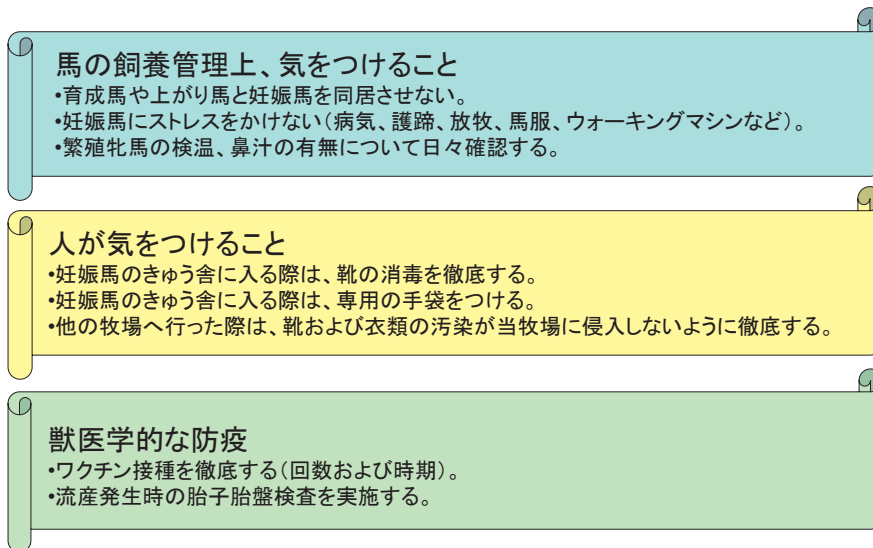 馬の飼養管理上、気をつけること
•育成馬や上がり馬と妊娠馬を同居させない。
•妊娠馬にストレスをかけない(病気、護蹄、放牧、馬服、ウォーキングマシンなど)。
•繁殖牝馬の検温、鼻汁の有無について日々確認する。
人が気をつけること
•妊娠馬のきゅう舎に入る際は、靴の消毒を徹底する。
•妊娠馬のきゅう舎に入る際は、専用の手袋をつける。
•他の牧場へ行った際は、靴および衣類の汚染が当牧場に侵入しないように徹底する。
獣医学的な防疫
•ワクチン接種を徹底する(回数および時期)。
•流産発生時の胎子胎盤検査を実施する。